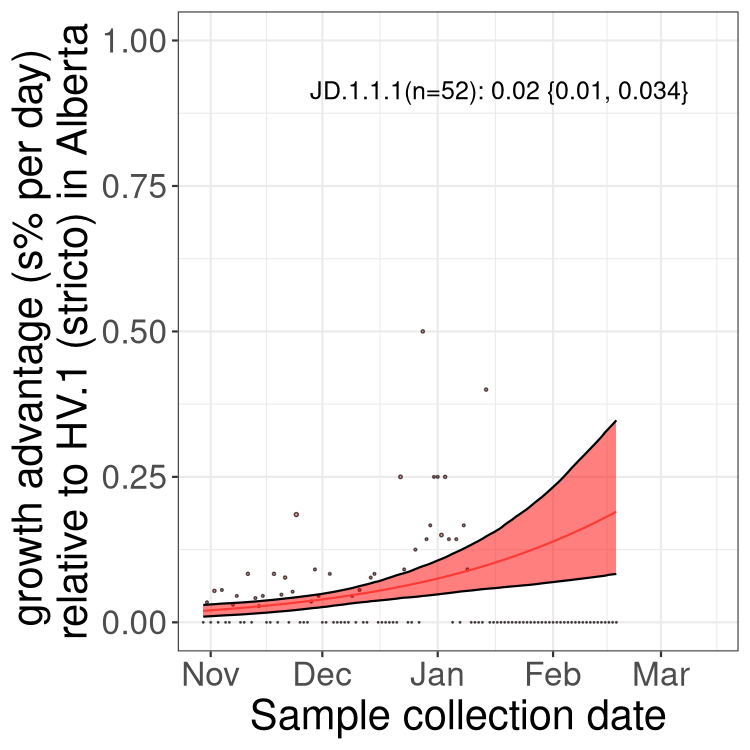 growth advantage (s% per day)
relative to HV.1 (stricto) in Alberta
1.00
JD.1.1.1(n=52): 0.02 {0.01, 0.034}
0.75
0.50
0.25
0.00
Nov Dec Jan Feb Mar
Sample collection date